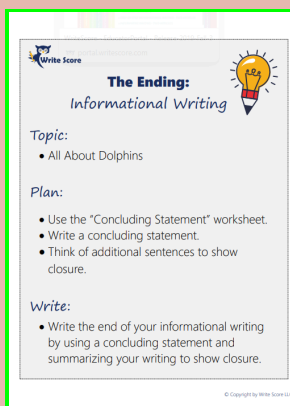 Write Score
The Ending:
Informational Writing
Topic:
• All About Dolphins
Plan:
• Use the “Concluding Statement” worksheet.
• Write a concluding statement.
• Think of additional sentences to show
closure.
Write:
• Write the end of your informational writing
by using a concluding statement and
summarizing your writing to show closure.
© Copyright by Write Score